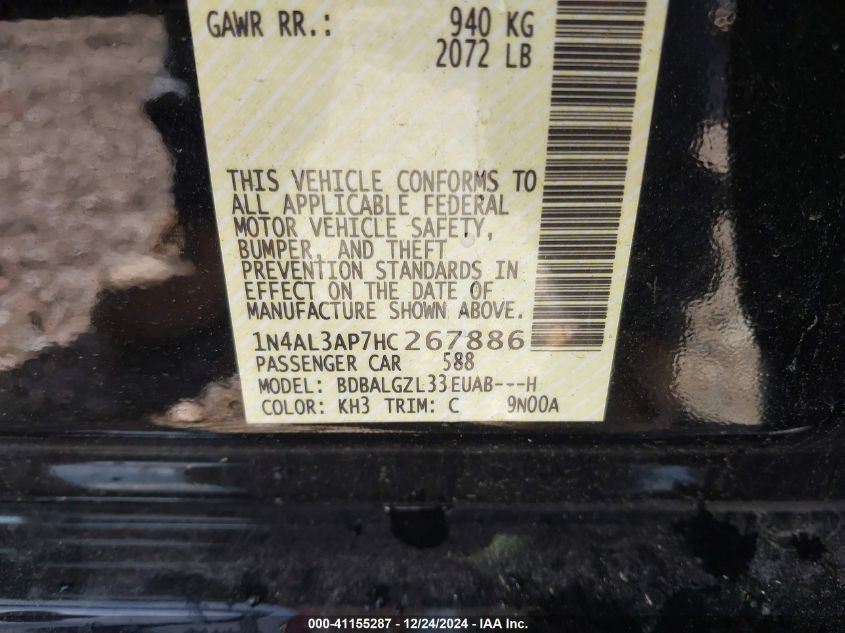 GAWR RR.: 940 KG
2072 LB
THIS VEHICLE CONFORMS TO
ALL APPLICABLE FEDERAL
MOTOR VEHICLE SAFETY,
BUMPER, AND THEFT
PREVENTION STANDARDS IN
EFFECT ON THE DATE OF
MANUFACTURE SHOWN ABOVE.
1N4AL3AP7HC267886
PASSENGER CAR 588
MODEL: BDBALGZL33EUAB---H
COLOR: KH3 TRIM: C 9N00A
000-41155287 - 12/24/2024 - IAA Inc.